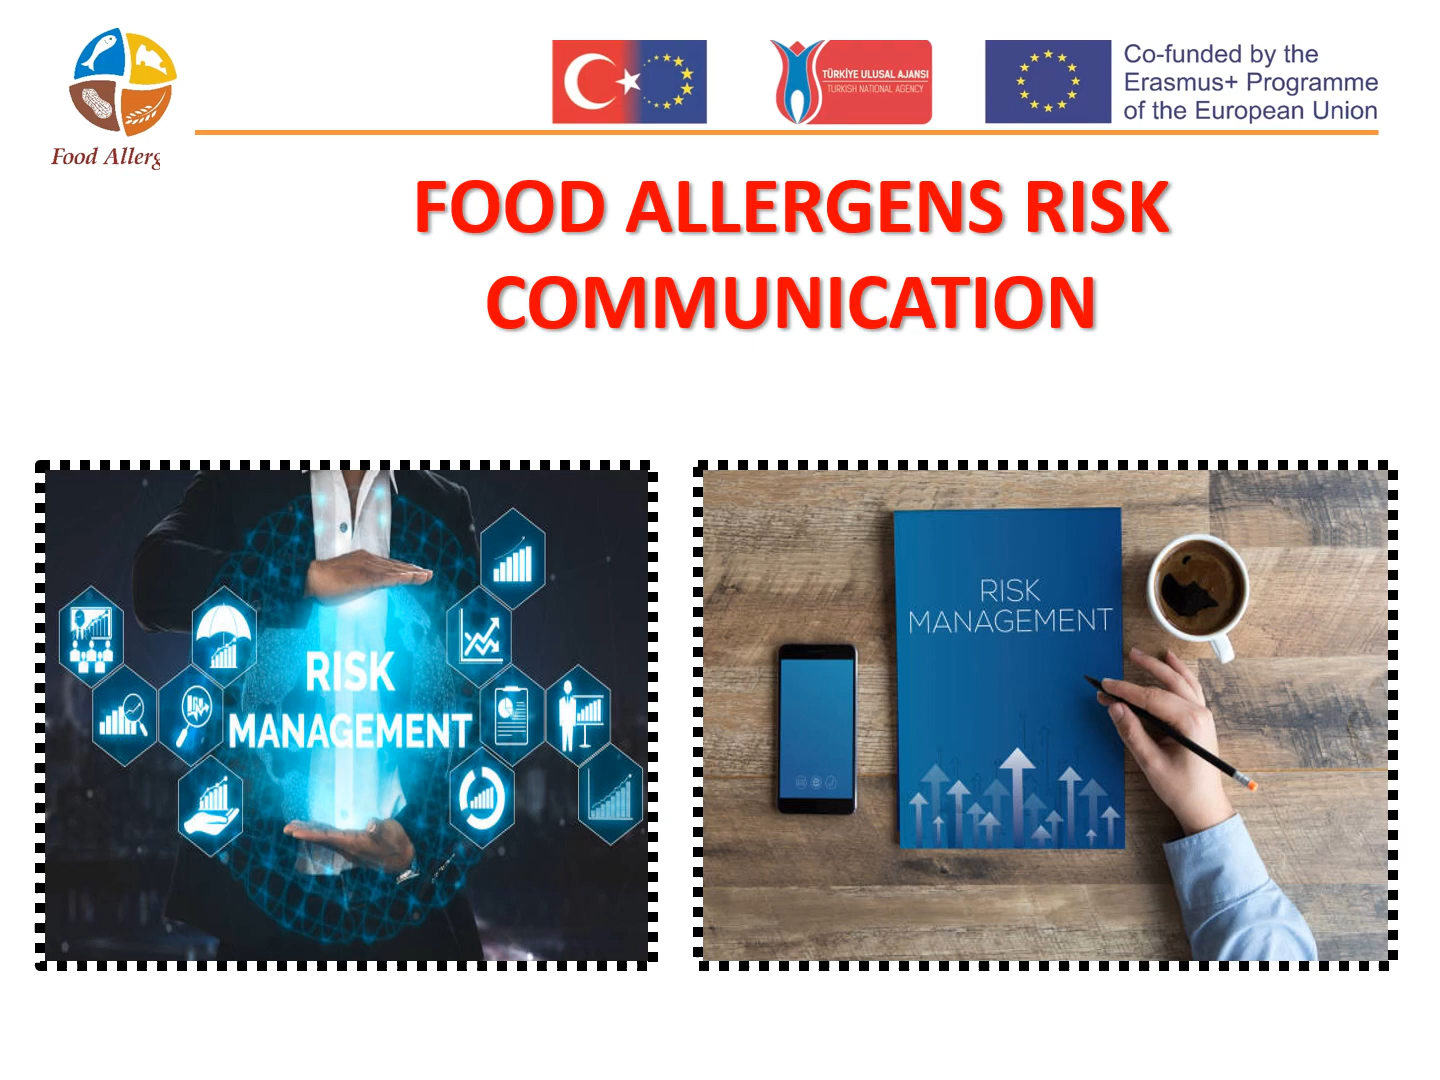 Food Allerg
TÜRKİYE ULUSAL AJANSI
TURKISH NATIONAL AGENCY
Co-funded by the
Erasmus+ Programme
of the European Union
FOOD ALLERGENS RISK
COMMUNICATION
RISK
MANAGEMENT
RISK
MANAGEMENT